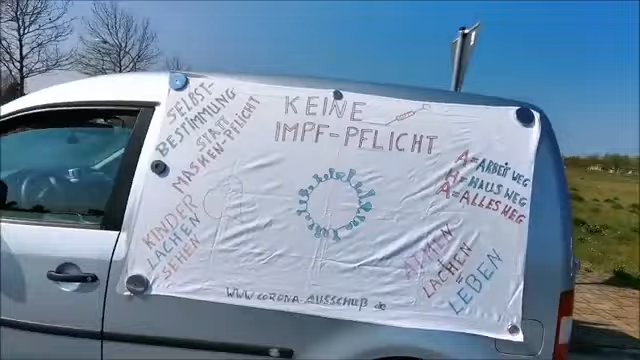 SELBST-
BESTIMMUNG
STATT
MASKEN-PFLICHT
KEINE
IMPF-PFLICHT
A=ARBEIT WEG
H=HAUS WEG
A=ALLES WEG
KINDER
LACHEN
SEHEN
ATMEN
LACHEN
=
LEBEN
WWW CORONA-AUSSCHUß de